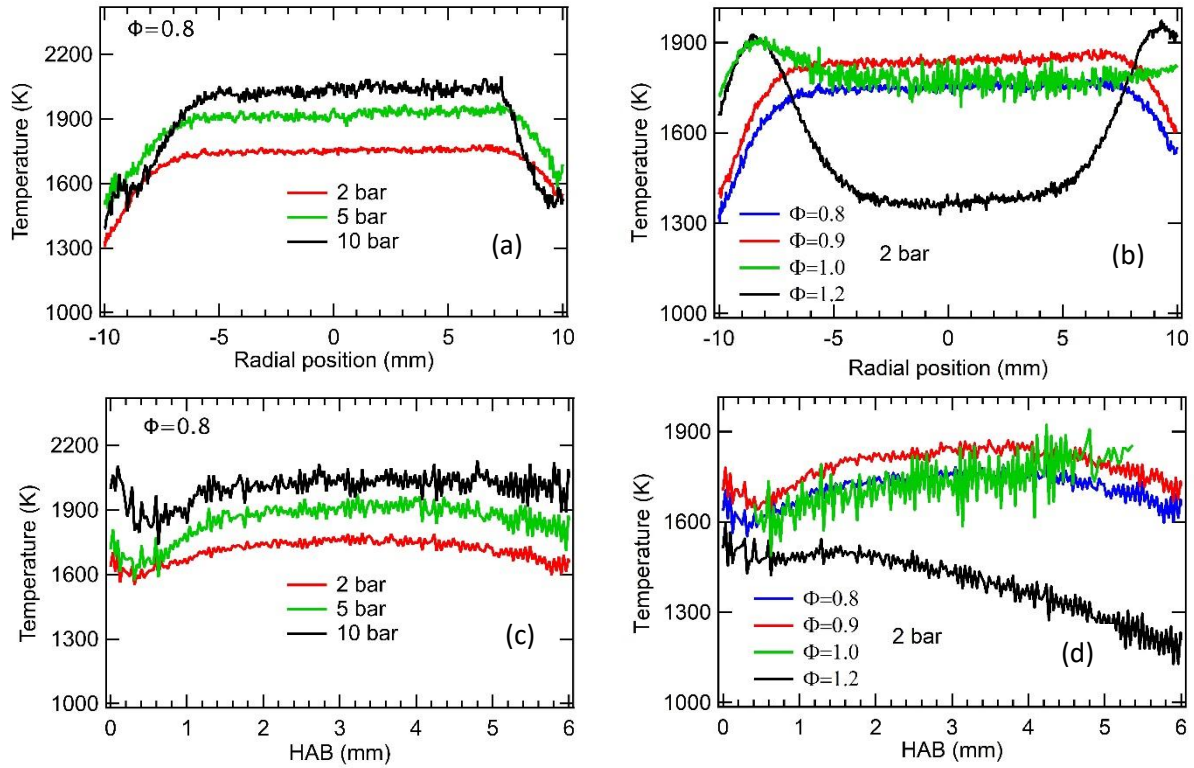 Φ=0.8
2200
1900
1600
1300
1000
Temperature (K)
2 bar
5 bar
10 bar
(a)
-10 -5 0 5 10
Radial position (mm)
1900
1600
1300
1000
Temperature (K)
Φ=0.8
Φ=0.9
Φ=1.0
Φ=1.2
2 bar
(b)
-10 -5 0 5 10
Radial position (mm)
Φ=0.8
2200
1900
1600
1300
1000
Temperature (K)
2 bar
5 bar
10 bar
(c)
0 1 2 3 4 5 6
HAB (mm)
1900
1600
1300
1000
Temperature (K)
Φ=0.8
Φ=0.9
Φ=1.0
Φ=1.2
2 bar
(d)
0 1 2 3 4 5 6
HAB (mm)